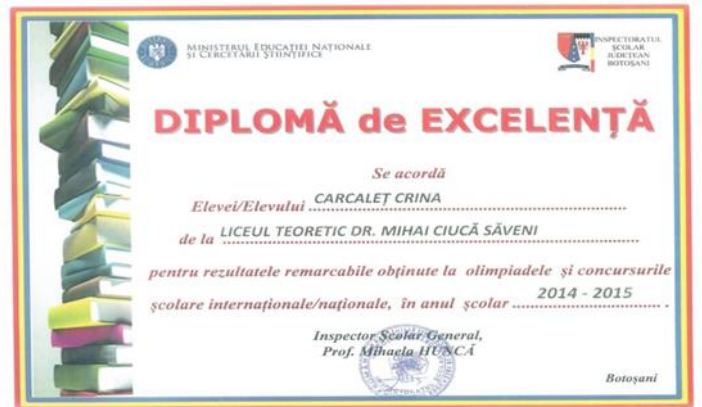 MINISTERUL EDUCAȚIEI NAȚIONALE
ȘI CERCETĂRII ȘTIINȚIFICE
INSPECTORATUL
ȘCOLAR
JUDEȚEAN
BOTOȘANI
DIPLOMĂ de EXCELENȚĂ
Se acordă
Elevei/Elevului CARCALEȚ CRINA
de la LICEUL TEORETIC DR. MIHAI CIUCĂ SĂVENI
pentru rezultatele remarcabile obținute la olimpiadele și concursurile
școlare internaționale/naționale, în anul școlar 2014 - 2015.
Inspector Școlar General,
Prof. Mihaela HUNCĂ
Botoșani